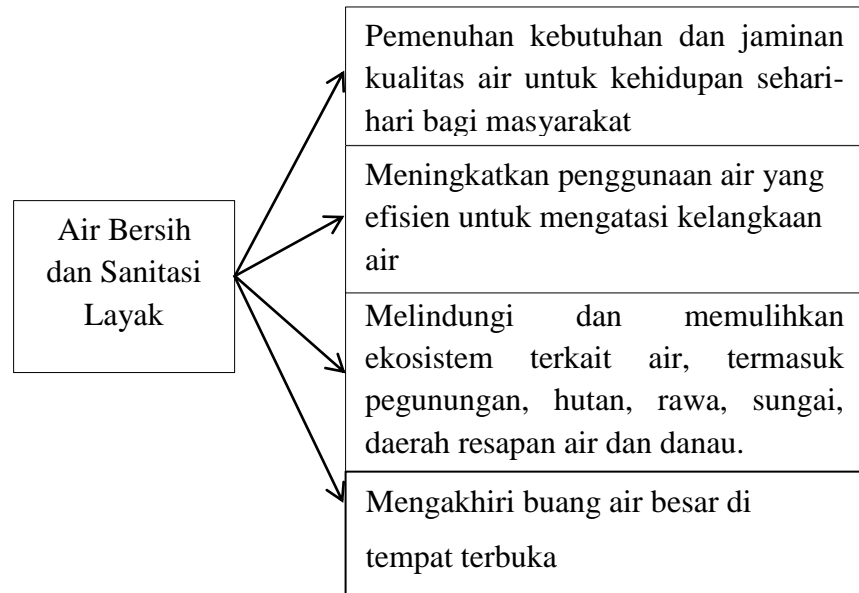 Air Bersih
dan Sanitasi
Layak
Pemenuhan kebutuhan dan jaminan
kualitas air untuk kehidupan sehari-
hari bagi masyarakat
Meningkatkan penggunaan air yang
efisien untuk mengatasi kelangkaan
air
Melindungi dan memulihkan
ekosistem terkait air, termasuk
pegunungan, hutan, rawa, sungai,
daerah resapan air dan danau.
Mengakhiri buang air besar di
tempat terbuka